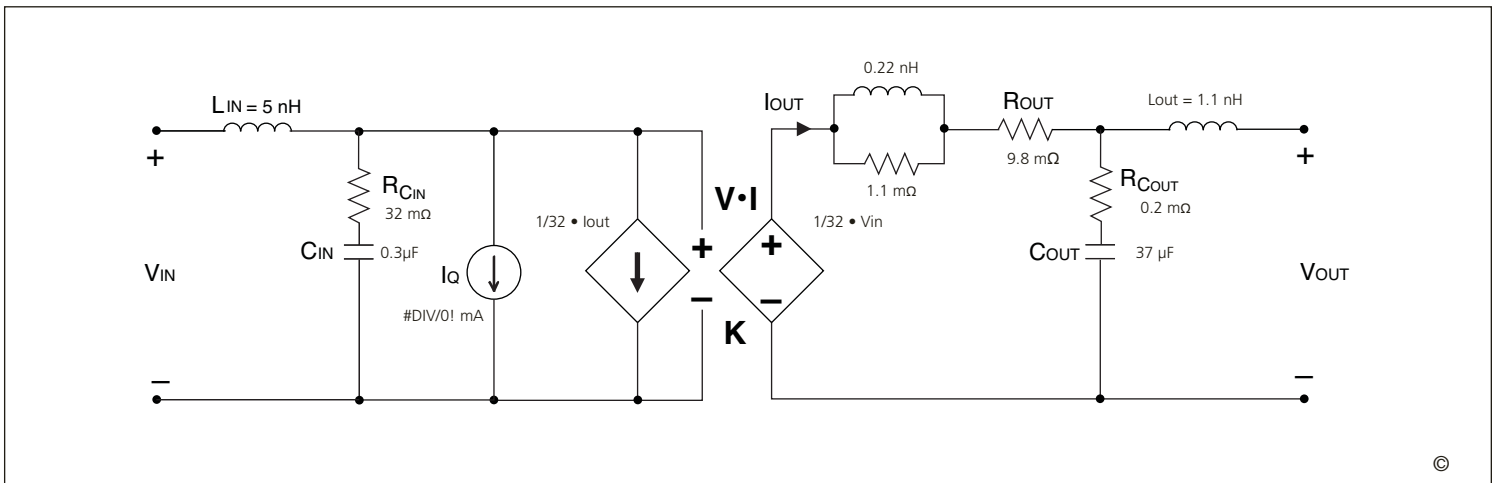 0.22 nH
LIN = 5 nH
IOUT
ROUT
Lout = 1.1 nH
+
+
9.8 mΩ
RCIN
32 mΩ
1.1 mΩ
RCOUT
0.2 mΩ
V•I
1/32 • Iout
1/32 • Vin
+
+
CIN
0.3µF
COUT
37 µF
VIN
IQ
VOUT
−
−
#DIV/0! mA
K
−
−
©